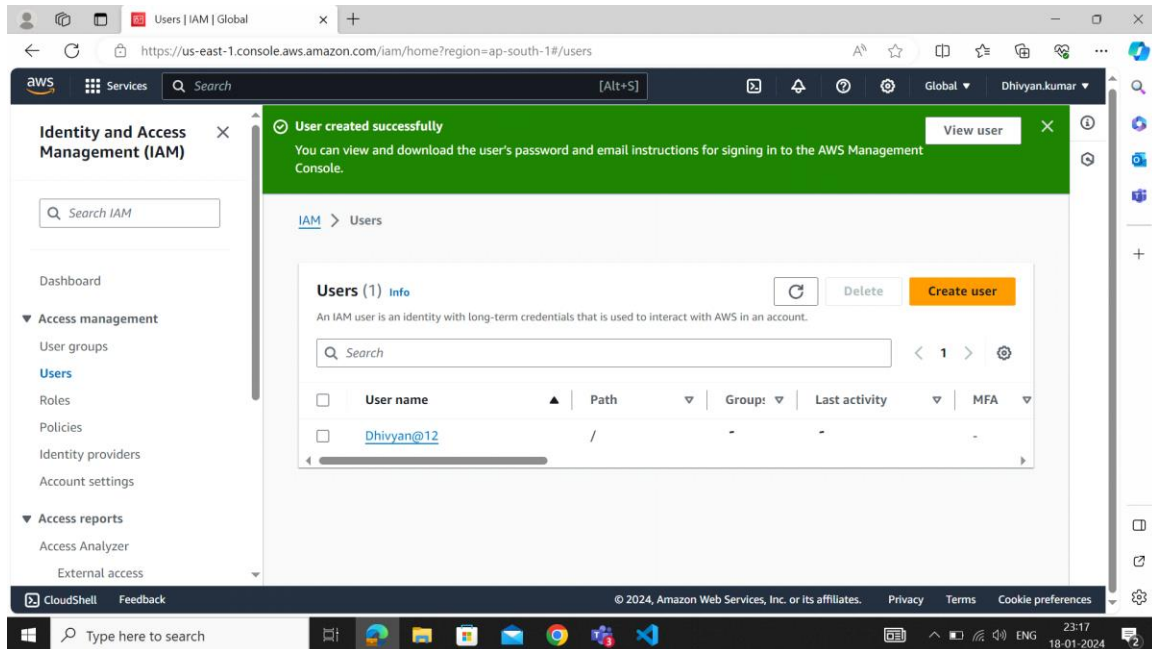 Users | IAM | Global
https://us-east-1.console.aws.amazon.com/iam/home?region=ap-south-1#/users
aws Services Search [Alt+S] Global Dhivyan.kumar
Identity and Access
Management (IAM)
Search IAM
Dashboard
Access management
User groups
Users
Roles
Policies
Identity providers
Account settings
Access reports
Access Analyzer
External access
User created successfully
You can view and download the user's password and email instructions for signing in to the AWS Management
Console.
View user
IAM > Users
Users (1) Info
Delete
Create user
An IAM user is an identity with long-term credentials that is used to interact with AWS in an account.
Search
1
User name Path Group: Last activity MFA
Dhivyan@12 / - - -
CloudShell Feedback © 2024, Amazon Web Services, Inc. or its affiliates. Privacy Terms Cookie preferences
Type here to search
ENG
23:17
18-01-2024
2